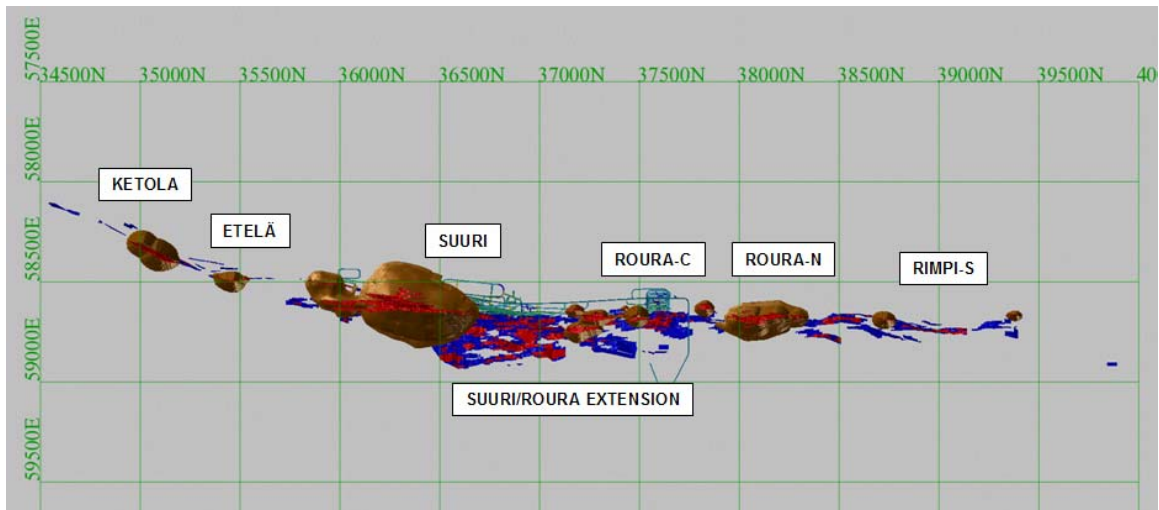 57500E
34500N
35000N
35500N
36000N
36500N
37000N
37500N
38000N
38500N
39000N
39500N
40
58000E
KETOLA
ETELÄ
SUURI
ROURA-C
ROURA-N
RIMPI-S
58500E
59000E
SUURI/ROURA EXTENSION
59500E